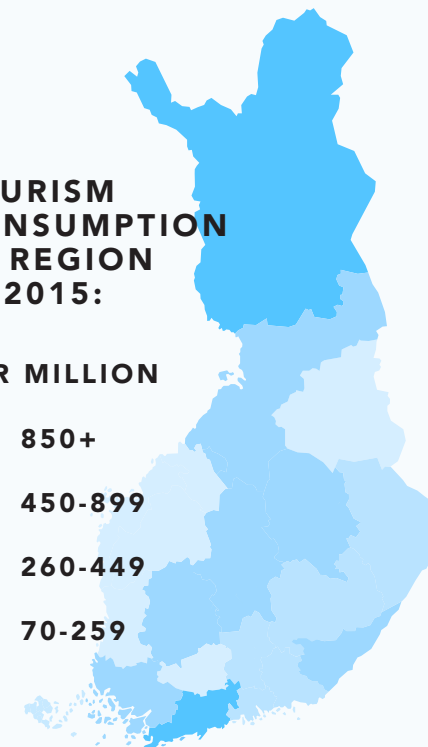 URISM
NSUMPTION
REGION
2015:
R MILLION
850+
450-899
260-449
70-259